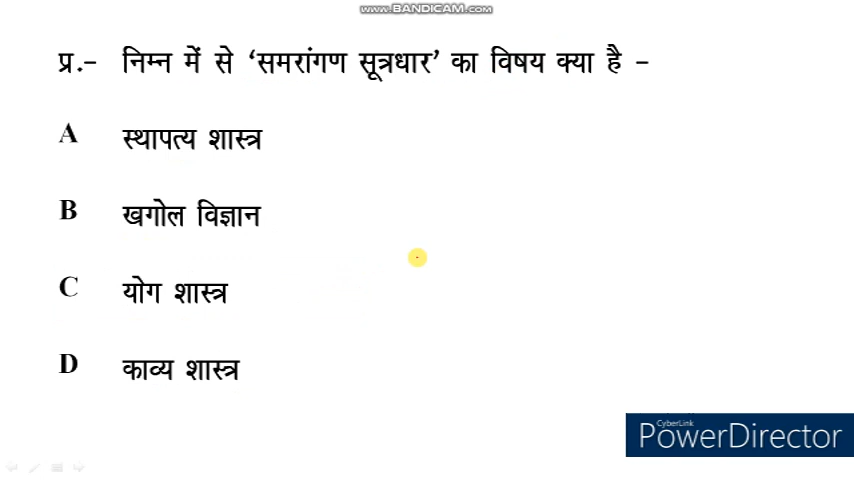 www.BANDICAM.com
प्र.- निम्न में से ‘समरांगण सूत्रधार’ का विषय क्या है -
A स्थापत्य शास्त्र
B खगोल विज्ञान
C योग शास्त्र
D काव्य शास्त्र
CyberLink
PowerDirector